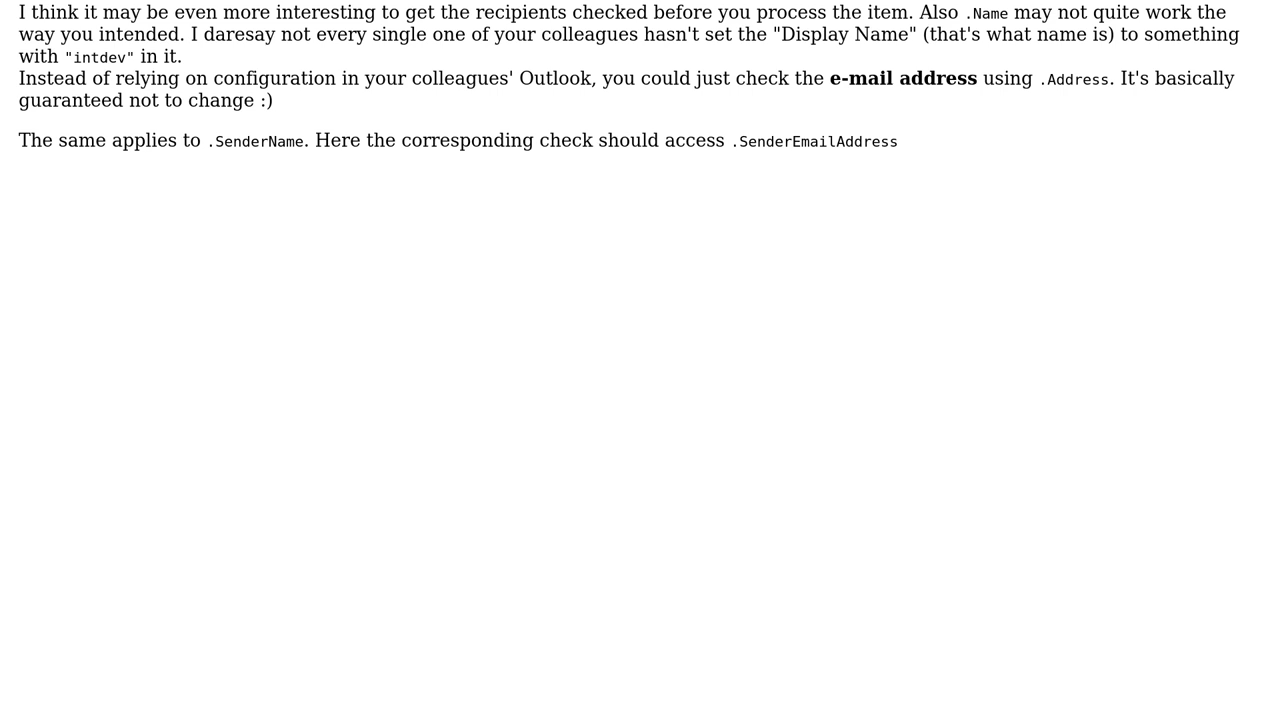 I think it may be even more interesting to get the recipients checked before you process the item. Also .Name may not quite work the
way you intended. I daresay not every single one of your colleagues hasn't set the "Display Name" (that's what name is) to something
with "intdev" in it.
Instead of relying on configuration in your colleagues' Outlook, you could just check the e-mail address using .Address. It's basically
guaranteed not to change :)
The same applies to .SenderName. Here the corresponding check should access .SenderEmailAddress